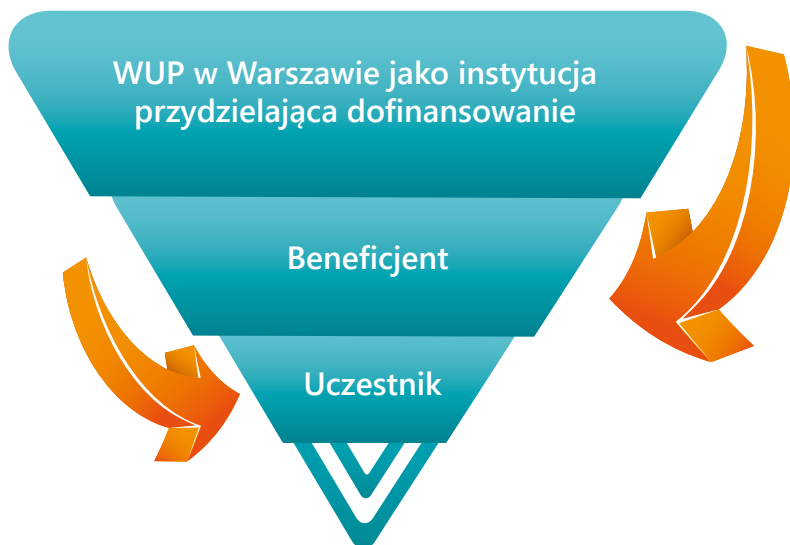 WUP w Warszawie jako instytucja
przydzielająca dofinansowanie
Beneficjent
Uczestnik